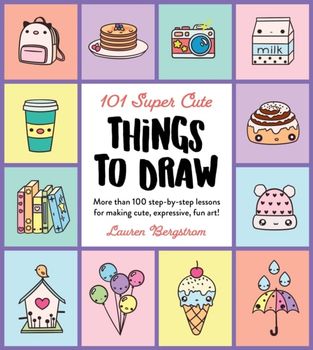 milk
101 Super Cute
THiNGS
TO DRAW
More than 100 step-by-step lessons
for making cute, expressive, fun art!
Lauren Bergstrom